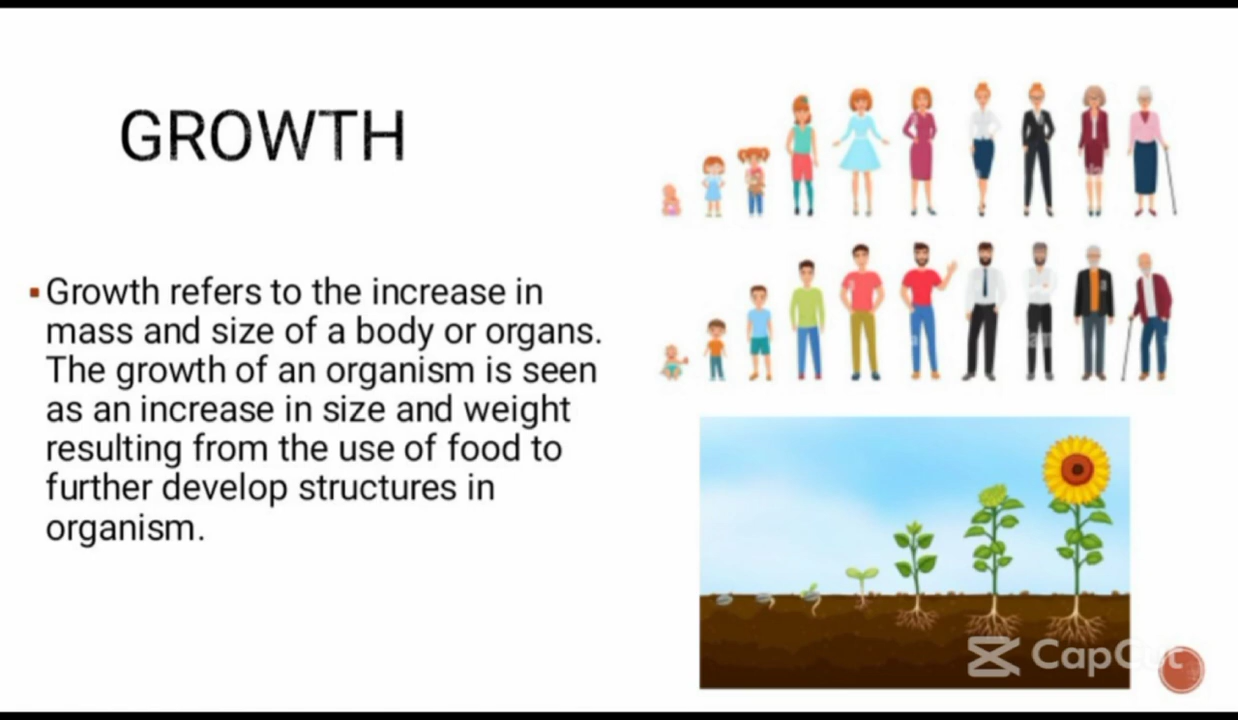 GROWTH
▪Growth refers to the increase in
mass and size of a body or organs.
The growth of an organism is seen
as an increase in size and weight
resulting from the use of food to
further develop structures in
organism.
CapCut